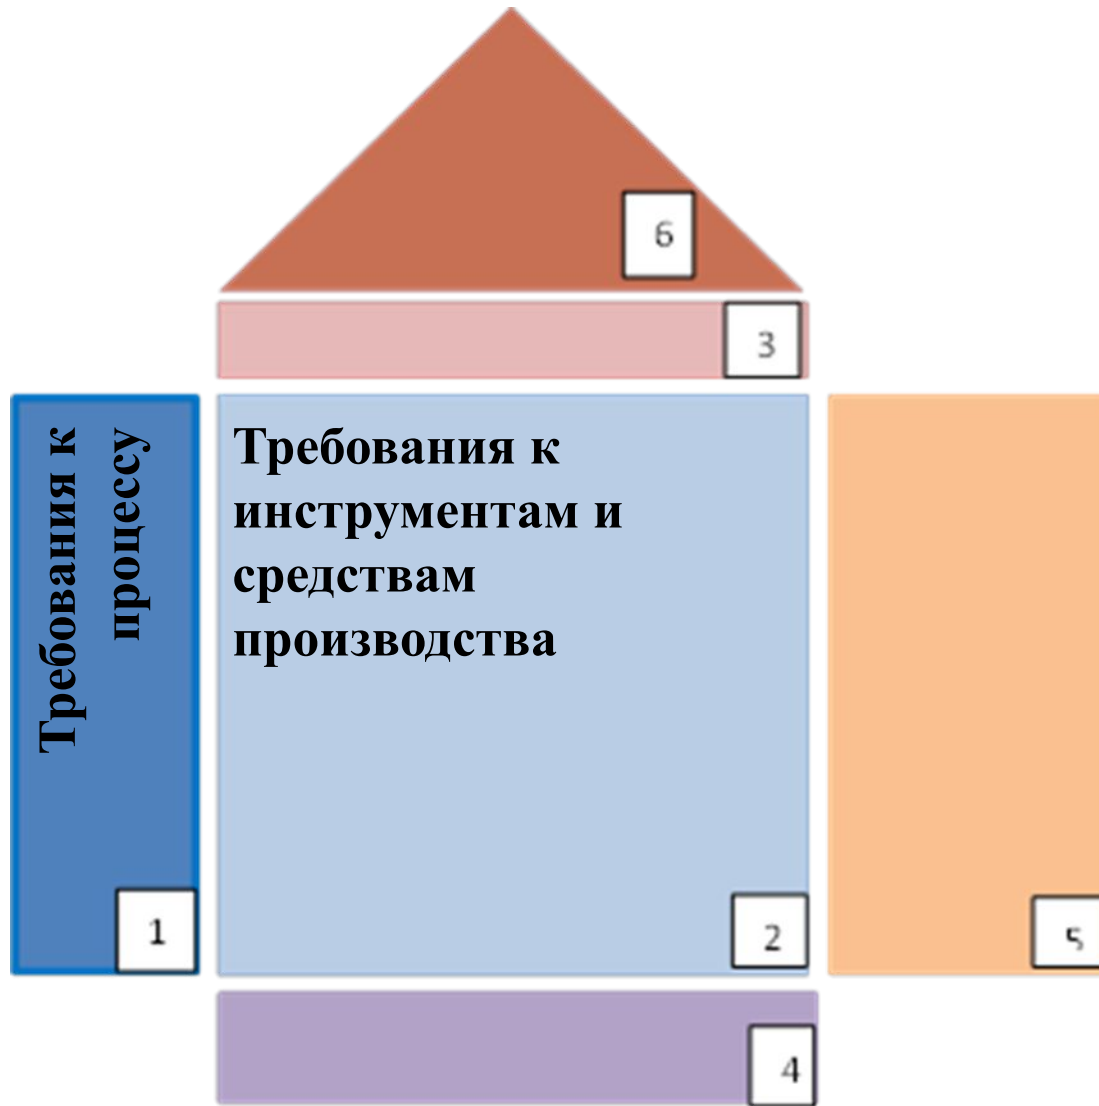 6
3
Требования к
процессу
Требования к
инструментам и
средствам
производства
1
2
5
4